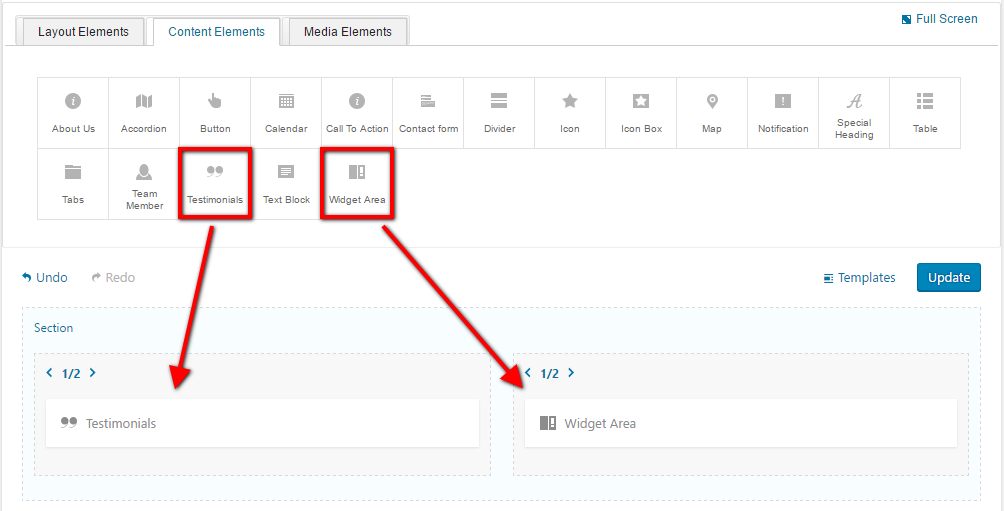 Layout Elements
Content Elements
Media Elements
Full Screen
About Us
Accordion
Button
Calendar
Call To Action
Contact form
Divider
Icon
Icon Box
Map
Notification
Special
Heading
Table
Tabs
Team
Member
Testimonials
Text Block
Widget Area
Undo
Redo
Templates
Update
Section
1/2
1/2
Testimonials
Widget Area